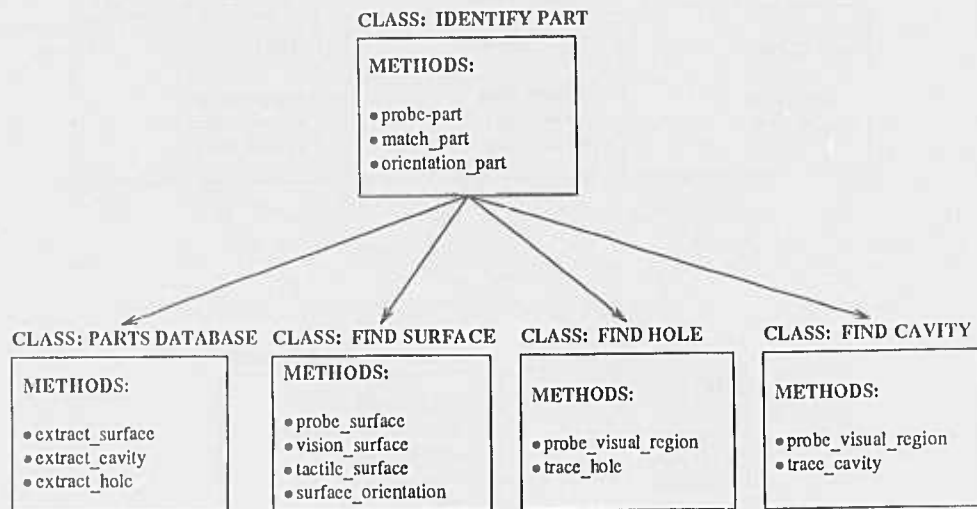 CLASS: IDENTIFY PART
METHODS:
• probe-part
• match_part
• orientation_part
CLASS: PARTS DATABASE
METHODS:
• extract_surface
• extract_cavity
• extract_hole
CLASS: FIND SURFACE
METHODS:
• probe_surface
• vision_surface
• tactile_surface
• surface_orientation
CLASS: FIND HOLE
METHODS:
• probe_visual_region
• trace_hole
CLASS: FIND CAVITY
METHODS:
• probe_visual_region
• trace_cavity